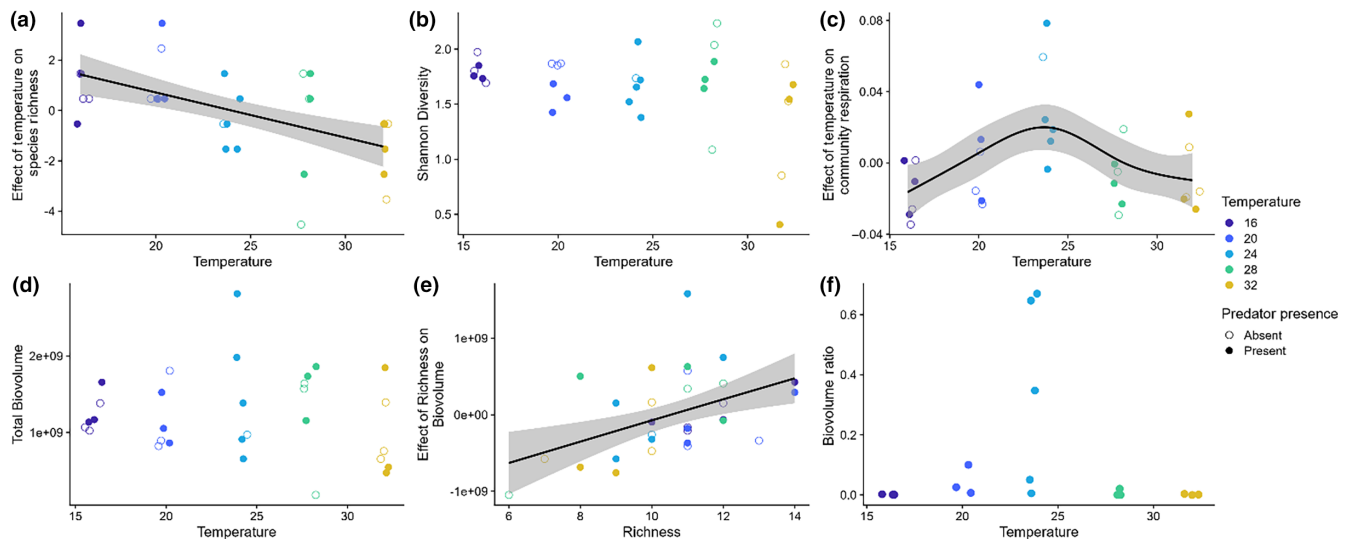 (a)
Effect of temperature on
species richness
2
0
−2
−4
20
25
30
Temperature
(b)
Shannon Diversity
2.0
1.5
1.0
0.5
15
20
25
30
Temperature
(c)
Effect of temperature on
community respiration
0.08
0.04
0.00
−0.04
15
20
25
30
Temperature
(d)
Total Biovolume
2e+09
1e+09
15
20
25
30
Temperature
(e)
Effect of Richness on
Biovolume
1e+09
0e+00
−1e+09
6
8
10
12
14
Richness
(f)
Biovolume ratio
0.6
0.4
0.2
0.0
15
20
25
30
Temperature
Temperature
16
20
24
28
32
Predator presence
Absent
Present